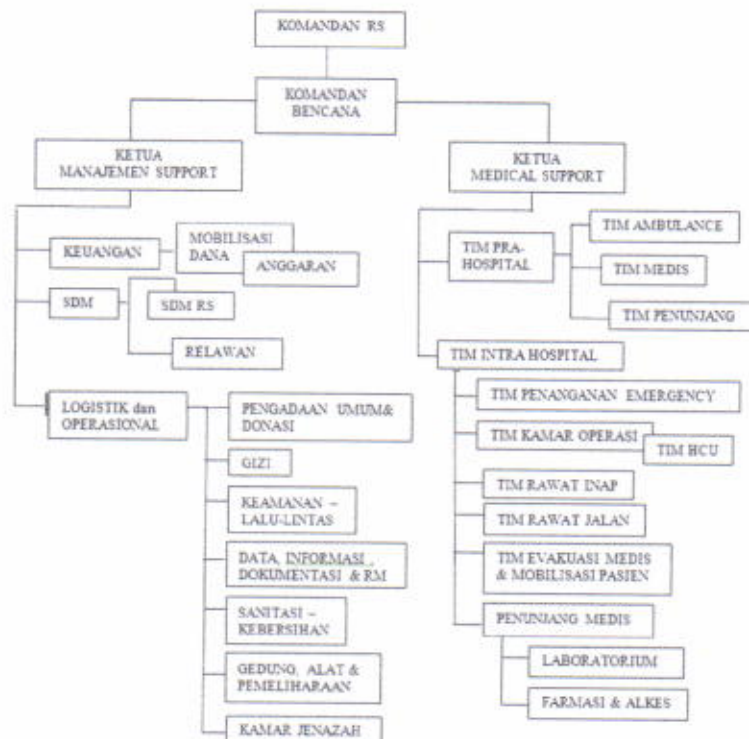 KOMANDAN RS
KOMANDAN
BENCANA
KETUA
MANAJEMEN SUPPORT
KEUANGAN
MOBILISASI
DANA
ANGGARAN
SDM
SDM RS
RELAWAN
LOGISTIK dan
OPERASIONAL
PENGADAAN UMUM&
DONASI
GIZI
KEAMANAN –
LALU-LINTAS
DATA, INFORMASI,
DOKUMENTASI & RM
SANITASI –
KEBERSIHAN
GEDUNG, ALAT &
PEMELIHARAAN
KAMAR JENAZAH
KETUA
MEDICAL SUPPORT
TIM PRA-
HOSPITAL
TIM AMBULANCE
TIM MEDIS
TIM PENUNJANG
TIM INTRA HOSPITAL
TIM PENANGANAN EMERGENCY
TIM KAMAR OPERASI
TIM HCU
TIM RAWAT INAP
TIM RAWAT JALAN
TIM EVAKUASI MEDIS
& MOBILISASI PASIEN
PENUNJANG MEDIS
LABORATORIUM
FARMASI & ALKES